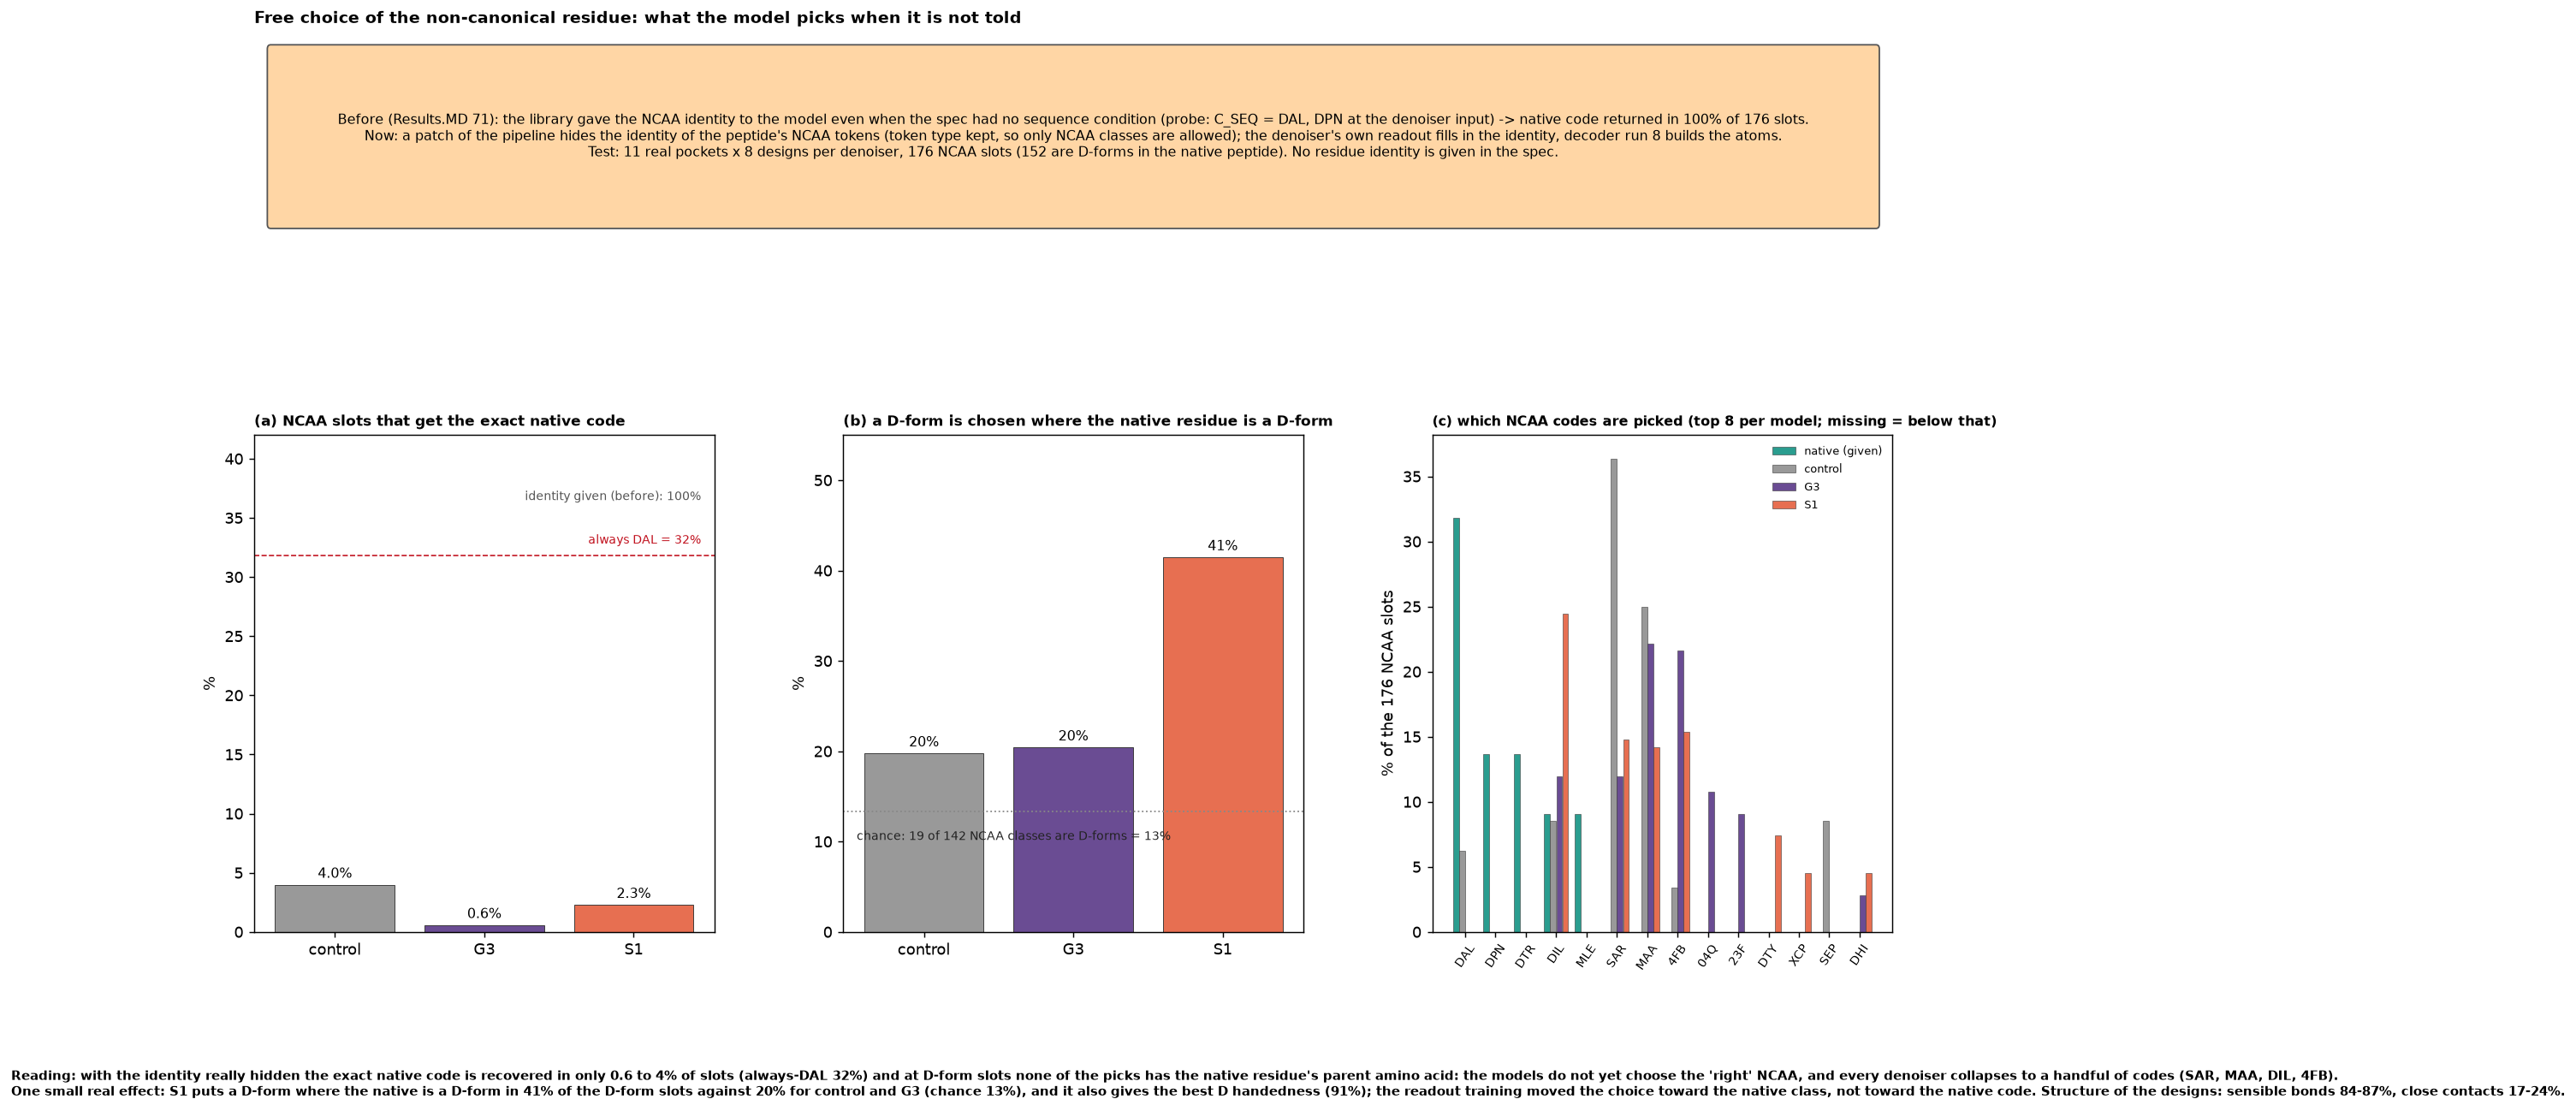 Free choice of the non-canonical residue: what the model picks when it is not told
Before (Results.MD 71): the library gave the NCAA identity to the model even when the spec had no sequence condition (probe: C_SEQ = DAL, DPN at the denoiser input) -> native code returned in 100% of 176 slots.
Now: a patch of the pipeline hides the identity of the peptide's NCAA tokens (token type kept, so only NCAA classes are allowed); the denoiser's own readout fills in the identity, decoder run 8 builds the atoms.
Test: 11 real pockets x 8 designs per denoiser, 176 NCAA slots (152 are D-forms in the native peptide). No residue identity is given in the spec.
(a) NCAA slots that get the exact native code
%
40
35
30
25
20
15
10
5
0
identity given (before): 100%
always DAL = 32%
4.0%
0.6%
2.3%
control
G3
S1
(b) a D-form is chosen where the native residue is a D-form
%
50
40
30
20
10
0
20%
20%
41%
chance: 19 of 142 NCAA classes are D-forms = 13%
control
G3
S1
(c) which NCAA codes are picked (top 8 per model; missing = below that)
% of the 176 NCAA slots
35
30
25
20
15
10
5
0
native (given)
control
G3
S1
DAL
DPN
DTR
DIL
MLE
SAR
MAA
4FB
04Q
23F
DTY
XCP
SEP
DHI
Reading: with the identity really hidden the exact native code is recovered in only 0.6 to 4% of slots (always-DAL 32%) and at D-form slots none of the picks has the native residue's parent amino acid: the models do not yet choose the 'right' NCAA, and every denoiser collapses to a handful of codes (SAR, MAA, DIL, 4FB).
One small real effect: S1 puts a D-form where the native is a D-form in 41% of the D-form slots against 20% for control and G3 (chance 13%), and it also gives the best D handedness (91%); the readout training moved the choice toward the native class, not toward the native code. Structure of the designs: sensible bonds 84-87%, close contacts 17-24%.